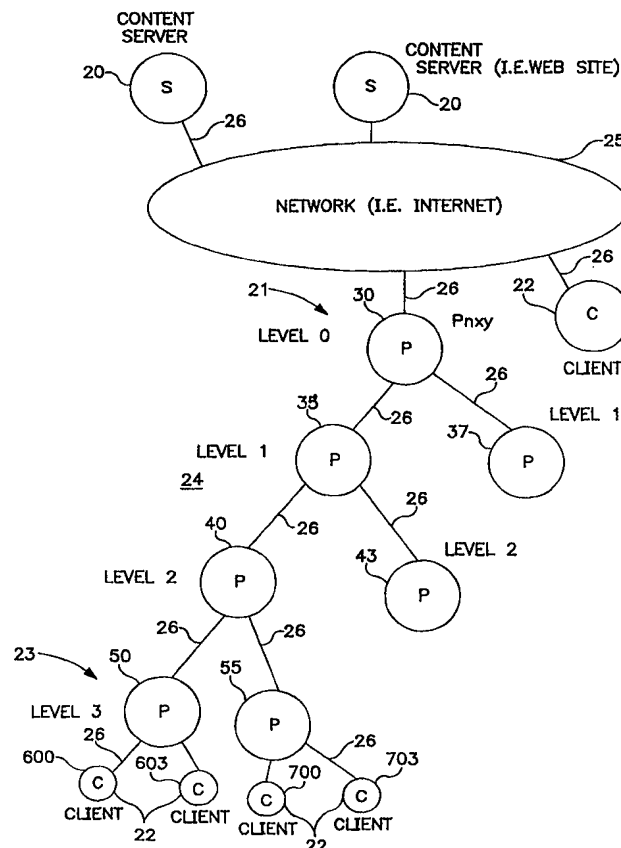 CONTENT
SERVER
20
S
26
CONTENT
SERVER (I.E.WEB SITE)
S
20
25
NETWORK (I.E. INTERNET)
26
26
22
C
CLIENT
21
30
Pnxy
LEVEL 0
P
26
26
35
LEVEL 1
37
P
LEVEL 1
P
24
26
26
40
LEVEL 2
43
LEVEL 2
P
P
26
26
23
50
55
LEVEL 3
P
P
26
26
600
603
700
703
C
C
C
C
CLIENT
CLIENT
CLIENT
CLIENT
22
22